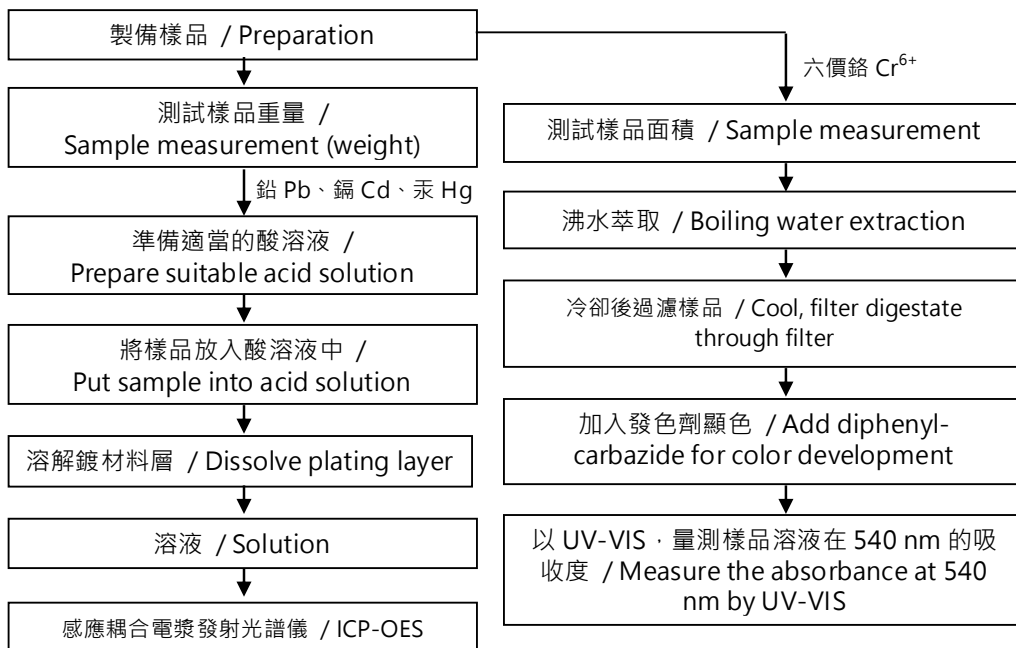 製備樣品 / Preparation
測試樣品重量 /
Sample measurement (weight)
鉛 Pb、鎘 Cd、汞 Hg
準備適當的酸溶液 /
Prepare suitable acid solution
將樣品放入酸溶液中 /
Put sample into acid solution
溶解鍍材料層 / Dissolve plating layer
溶液 / Solution
感應耦合電漿發射光譜儀 / ICP-OES
六價鉻 Cr⁶⁺
測試樣品面積 / Sample measurement
沸水萃取 / Boiling water extraction
冷卻後過濾樣品 / Cool, filter digestate
through filter
加入發色劑顯色 / Add diphenyl-
carbazide for color development
以 UV-VIS，量測樣品溶液在 540 nm 的吸
收度 / Measure the absorbance at 540
nm by UV-VIS